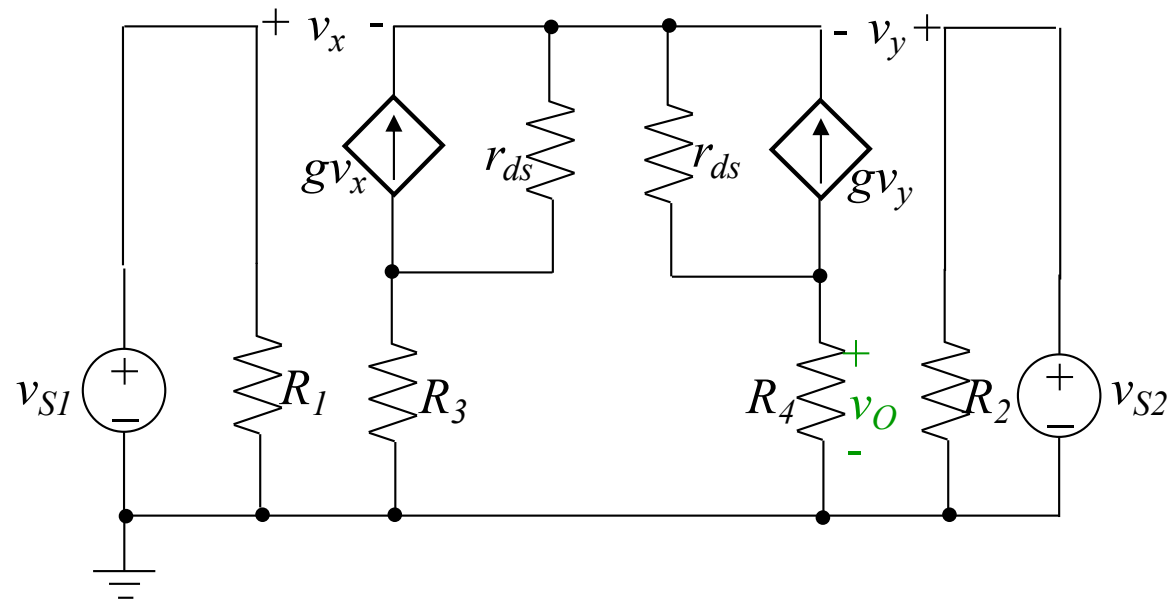 + v_x -
- v_y +
gv_x
r_ds
r_ds
gv_y
v_S1
+
−
R_1
R_3
R_4
+
v_O
-
R_2
+
−
v_S2